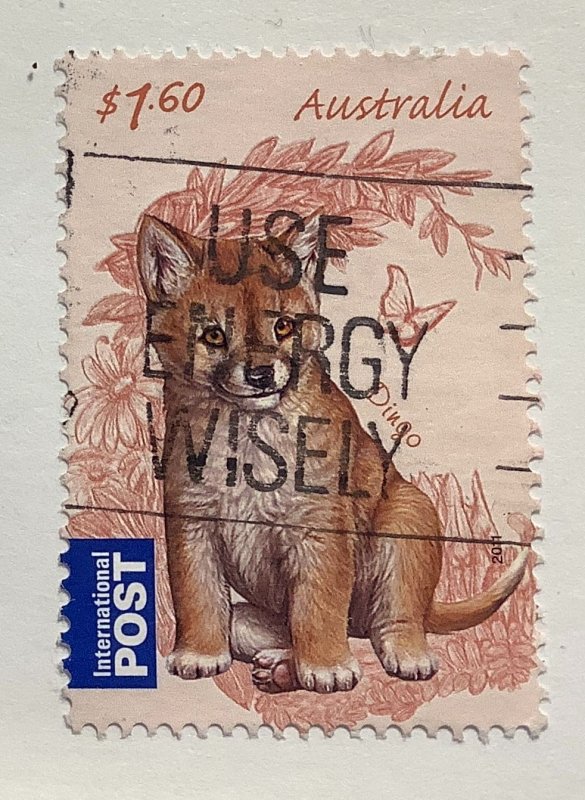 $1.60 Australia
USE
ENERGY
WISELY
Dingo
2011
International
POST